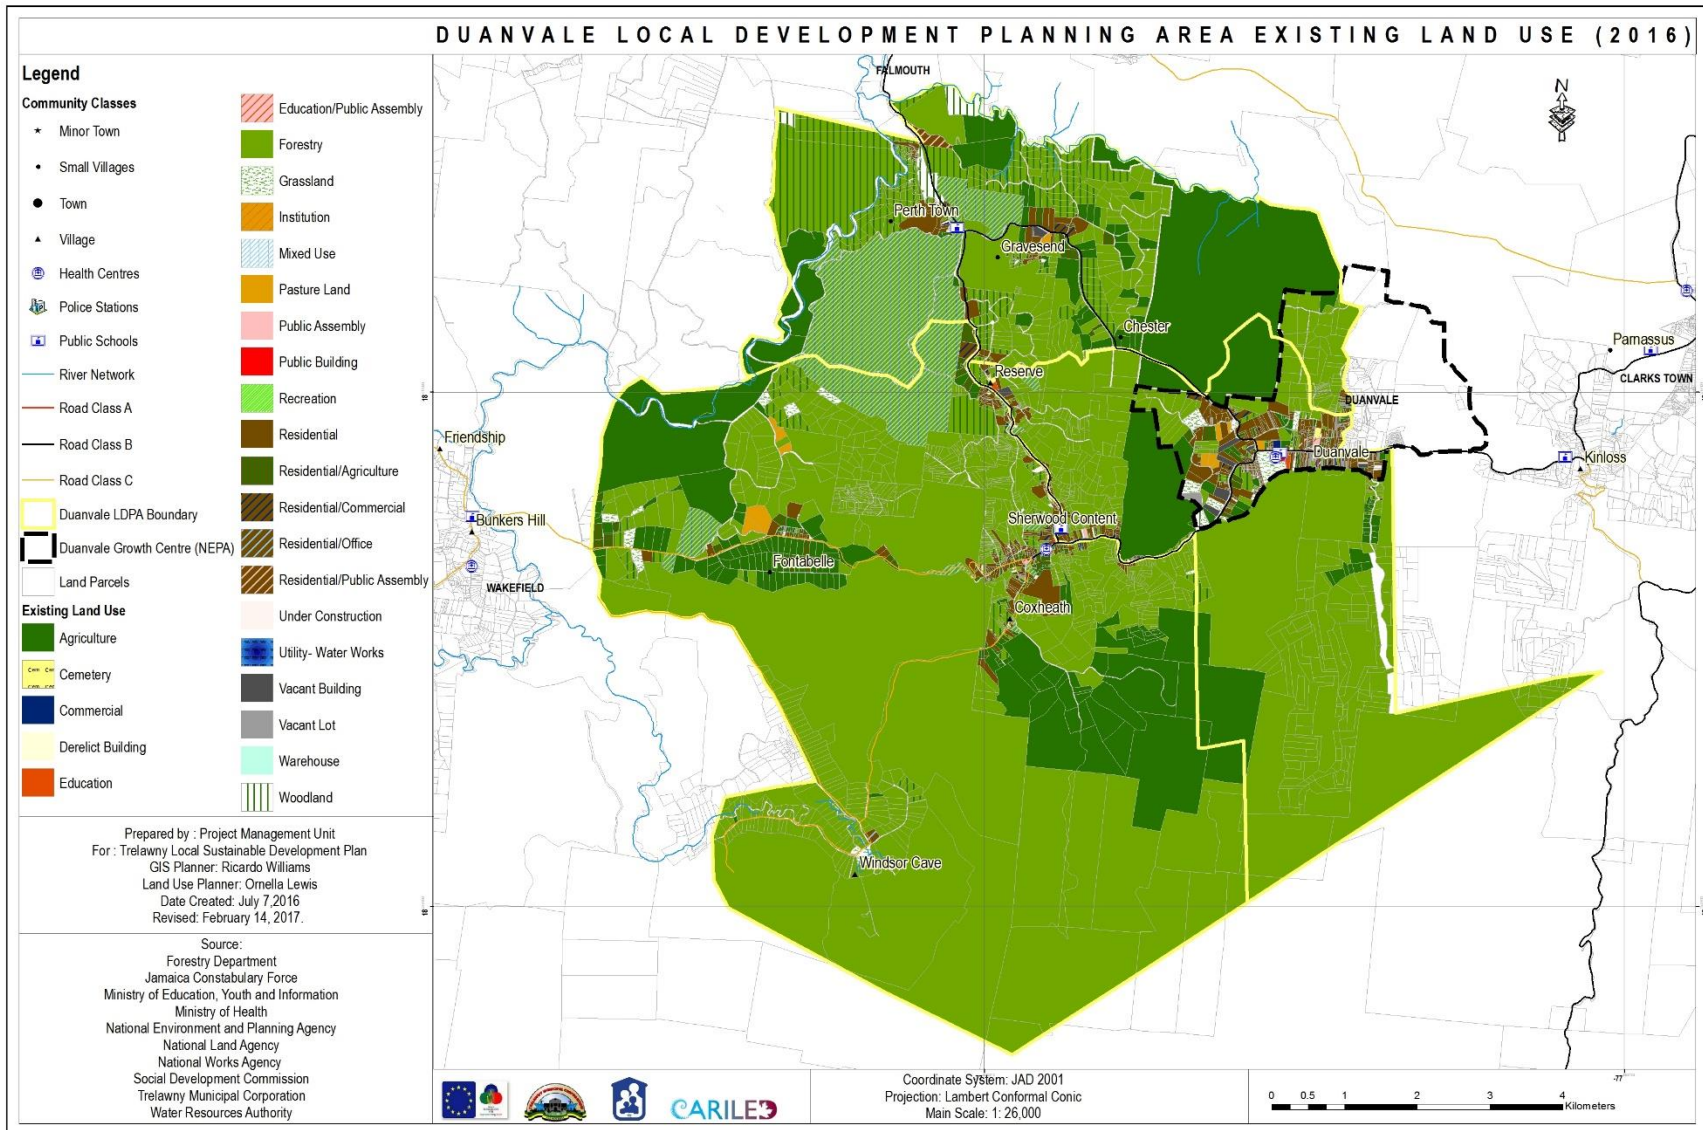 DUANVALE LOCAL DEVELOPMENT PLANNING AREA EXISTING LAND USE (2016)
Legend
Community Classes
Minor Town
Small Villages
Town
Village
Health Centres
Police Stations
Public Schools
River Network
Road Class A
Road Class B
Road Class C
Duanvale LDPA Boundary
Duanvale Growth Centre (NEPA)
Land Parcels
Existing Land Use
Agriculture
Cemetery
Commercial
Derelict Building
Education
Education/Public Assembly
Forestry
Grassland
Institution
Mixed Use
Pasture Land
Public Assembly
Public Building
Recreation
Residential
Residential/Agriculture
Residential/Commercial
Residential/Office
Residential/Public Assembly
Under Construction
Utility- Water Works
Vacant Building
Vacant Lot
Warehouse
Woodland
Prepared by : Project Management Unit
For : Trelawny Local Sustainable Development Plan
GIS Planner: Ricardo Williams
Land Use Planner: Ornella Lewis
Date Created: July 7,2016
Revised: February 14, 2017.
Source:
Forestry Department
Jamaica Constabulary Force
Ministry of Education, Youth and Information
Ministry of Health
National Environment and Planning Agency
National Land Agency
National Works Agency
Social Development Commission
Trelawny Municipal Corporation
Water Resources Authority
FALMOUTH
N
Perth Town
Gravesend
Chester
Parnassus
CLARKS TOWN
Reserve
DUANVALE
Friendship
Duanvale
Kinloss
Bunkers Hill
Sherwood Content
Fontabelle
WAKEFIELD
Coxheath
Windsor Cave
CARILED
Coordinate System: JAD 2001
Projection: Lambert Conformal Conic
Main Scale: 1: 26,000
0 0.5 1 2 3 4
Kilometers